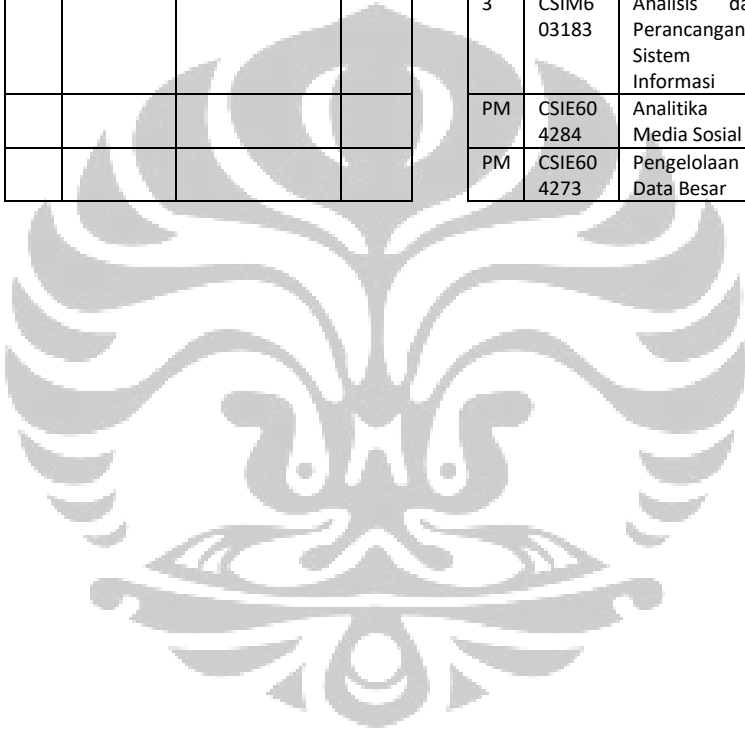 3 CSIM6 Analisis
03183 Perancangan
Sistem
Informasi
PM CSIE60 Analitika
4284 Media Sosial
PM CSIE60 Pengelolaan
4273 Data Besar